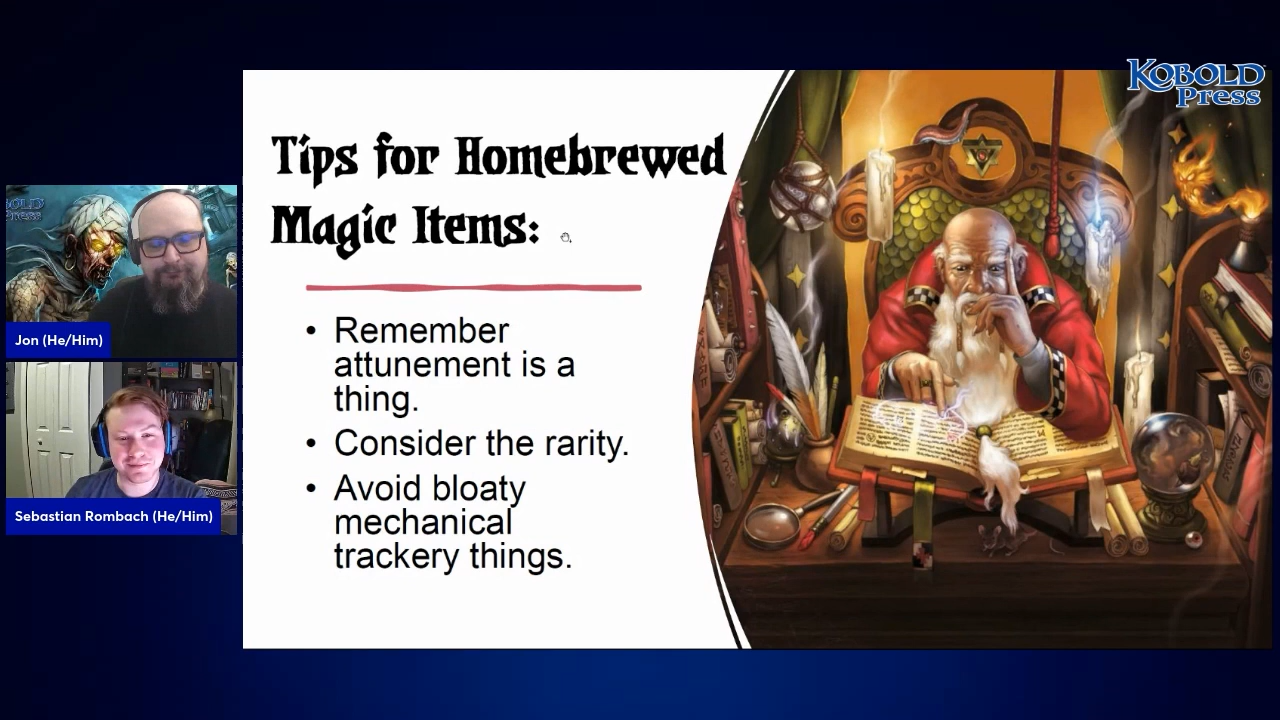 KOBOLD
Press
Tips for Homebrewed
Magic Items:
• Remember
attunement is a
thing.
• Consider the rarity.
• Avoid bloaty
mechanical
trackery things.
Jon (He/Him)
Sebastian Rombach (He/Him)